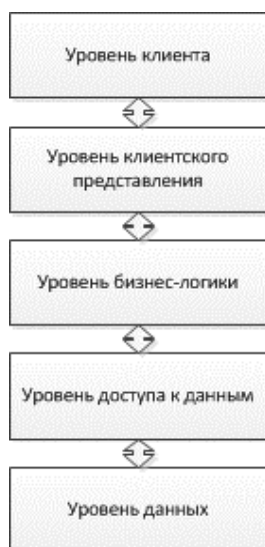 Уровень клиента
Уровень клиентского
представления
Уровень бизнес-логики
Уровень доступа к данным
Уровень данных